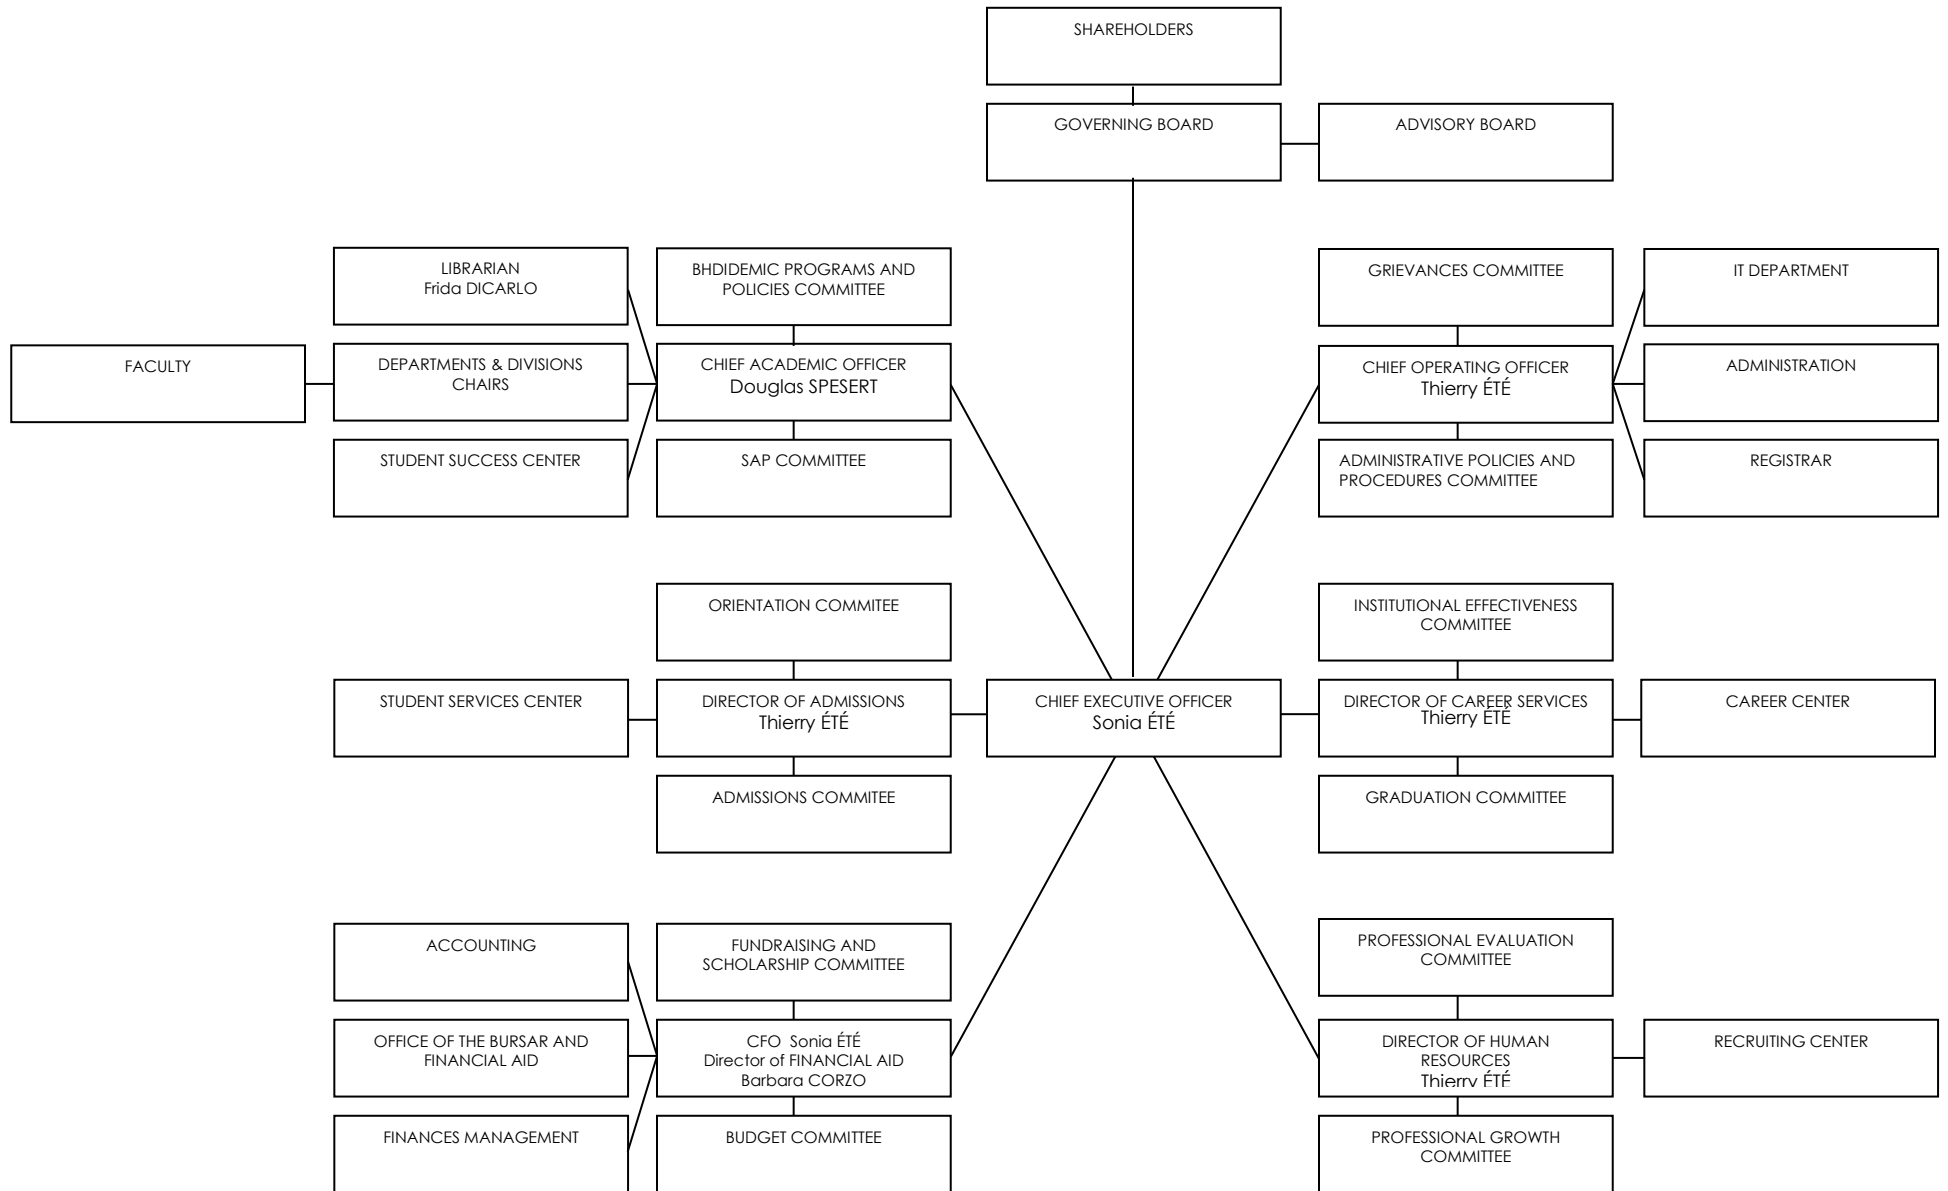 SHAREHOLDERS
GOVERNING BOARD
ADVISORY BOARD
LIBRARIAN
Frida DICARLO
BHDIDEMIC PROGRAMS AND
POLICIES COMMITTEE
GRIEVANCES COMMITTEE
IT DEPARTMENT
FACULTY
DEPARTMENTS & DIVISIONS
CHAIRS
CHIEF ACADEMIC OFFICER
Douglas SPESERT
CHIEF OPERATING OFFICER
Thierry ÉTÉ
ADMINISTRATION
STUDENT SUCCESS CENTER
SAP COMMITTEE
ADMINISTRATIVE POLICIES AND
PROCEDURES COMMITTEE
REGISTRAR
ORIENTATION COMMITEE
INSTITUTIONAL EFFECTIVENESS
COMMITTEE
STUDENT SERVICES CENTER
DIRECTOR OF ADMISSIONS
Thierry ÉTÉ
CHIEF EXECUTIVE OFFICER
Sonia ÉTÉ
DIRECTOR OF CAREER SERVICES
Thierry ÉTÉ
CAREER CENTER
ADMISSIONS COMMITEE
GRADUATION COMMITTEE
ACCOUNTING
FUNDRAISING AND
SCHOLARSHIP COMMITTEE
PROFESSIONAL EVALUATION
COMMITTEE
OFFICE OF THE BURSAR AND
FINANCIAL AID
CFO Sonia ÉTÉ
Director of FINANCIAL AID
Barbara CORZO
DIRECTOR OF HUMAN
RESOURCES
Thierry ÉTÉ
RECRUITING CENTER
FINANCES MANAGEMENT
BUDGET COMMITTEE
PROFESSIONAL GROWTH
COMMITTEE